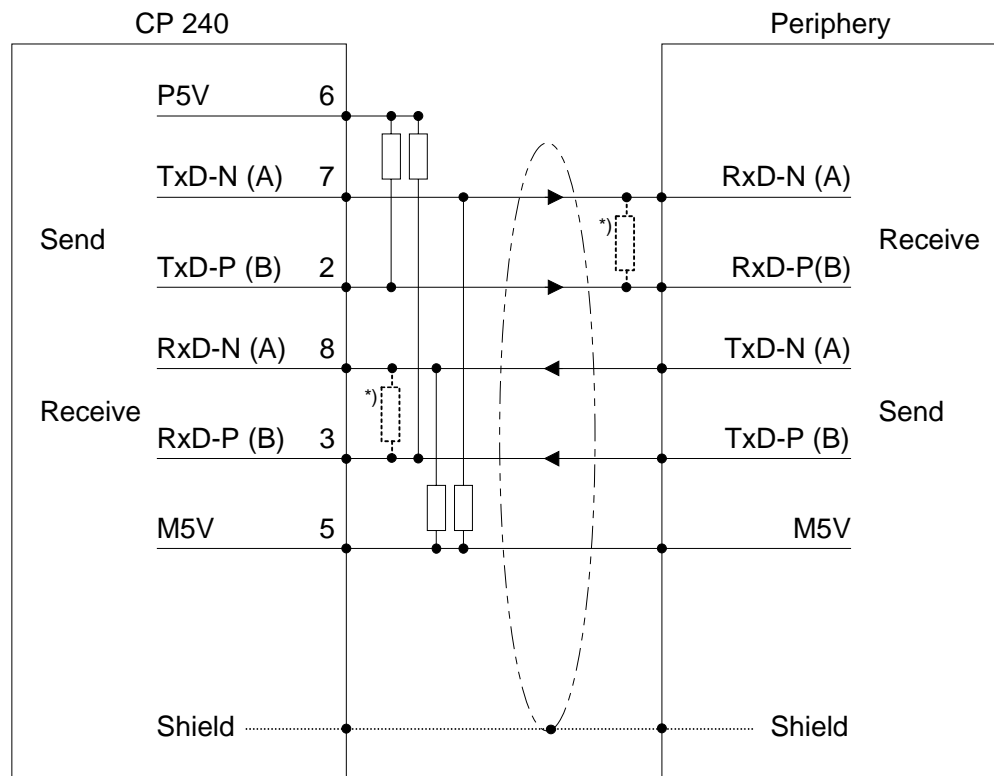 CP 240 Periphery
P5V 6
TxD-N (A) 7 RxD-N (A)
*)
Send Receive
TxD-P (B) 2 RxD-P(B)
RxD-N (A) 8 TxD-N (A)
*)
Receive Send
RxD-P (B) 3 TxD-P (B)
M5V 5 M5V
Shield Shield